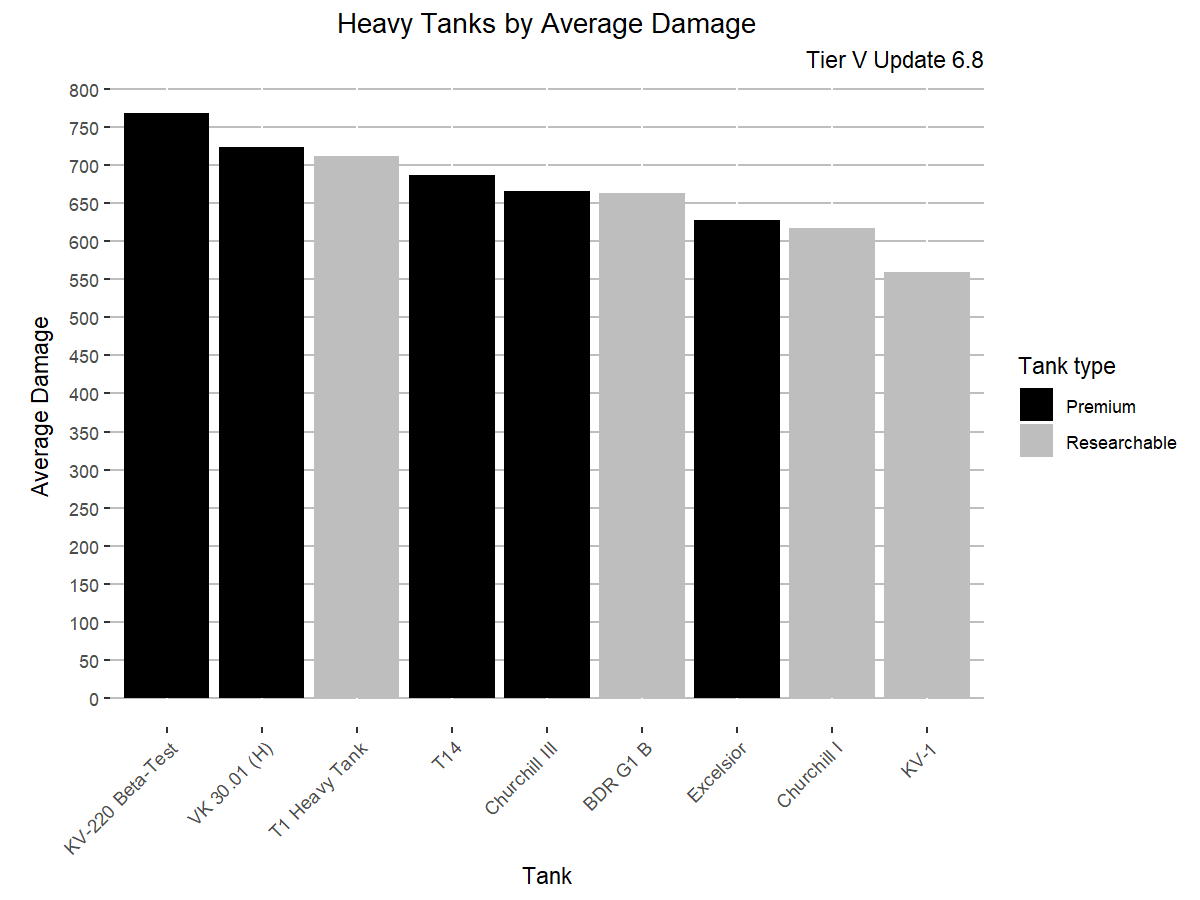 Heavy Tanks by Average Damage
Tier V Update 6.8
Average Damage
800
750
700
650
600
550
500
450
400
350
300
250
200
150
100
50
0
KV-220 Beta-Test
VK 30.01 (H)
T1 Heavy Tank
T14
Churchill III
BDR G1 B
Excelsior
Churchill I
KV-1
Tank
Tank type
Premium
Researchable